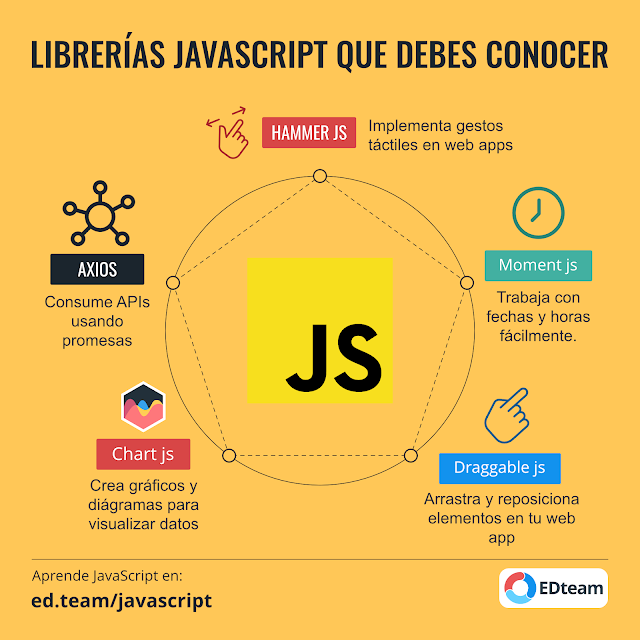 LIBRERÍAS JAVASCRIPT QUE DEBES CONOCER
HAMMER JS
Implementa gestos
táctiles en web apps
AXIOS
Consume APIs
usando
promesas
Moment js
Trabaja con
fechas y horas
fácilmente.
JS
Chart js
Crea gráficos y
diágramas para
visualizar datos
Draggable js
Arrastra y reposiciona
elementos en tu web
app
Aprende JavaScript en:
ed.team/javascript
EDteam